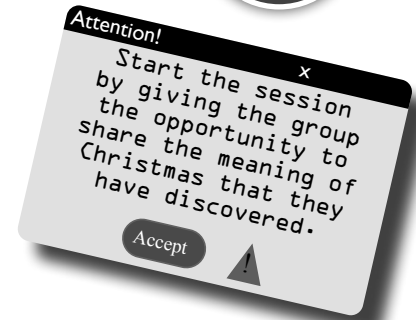 Attention!
x
Start the session
by giving the group
the opportunity to
share the meaning of
Christmas that they
have discovered.
Accept
!